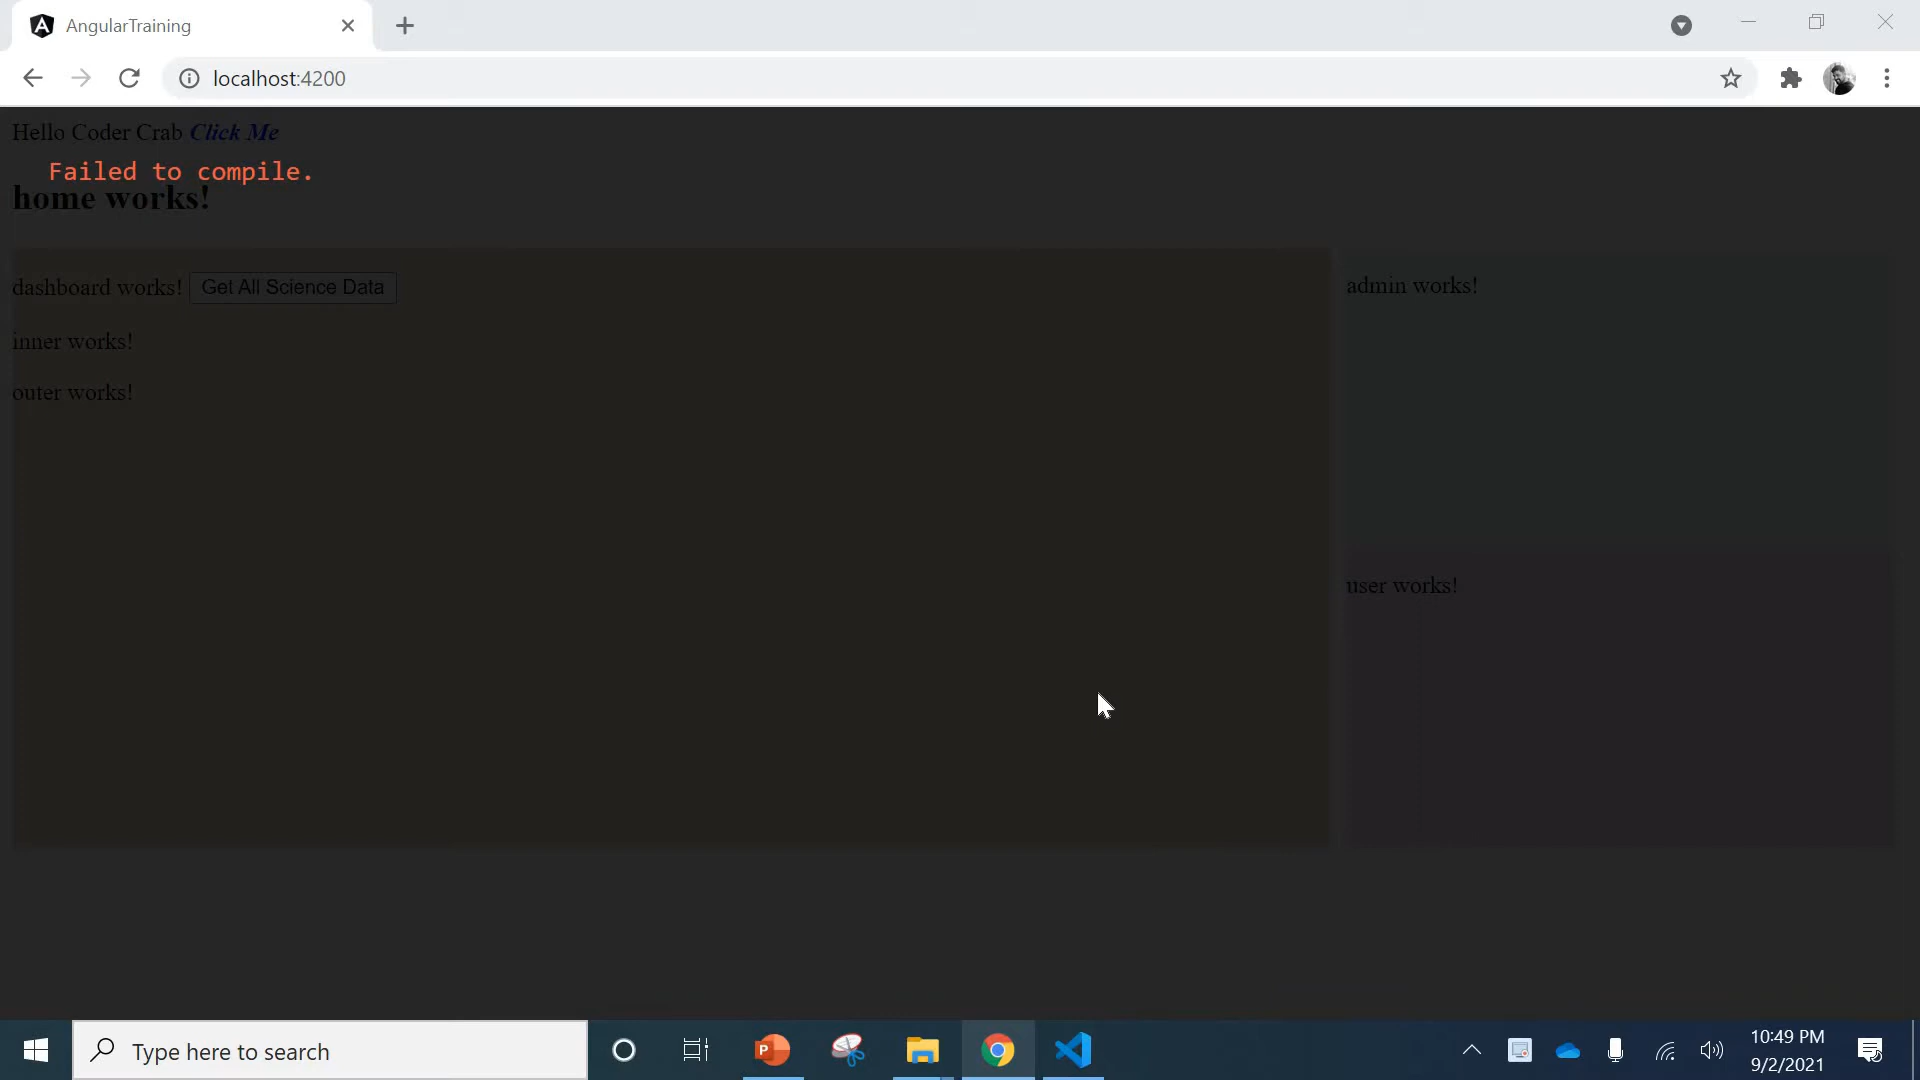 AngularTraining
localhost:4200
Hello Coder Crab Click Me
Failed to compile.
home works!
dashboard works! Get All Science Data
admin works!
inner works!
outer works!
user works!
Type here to search
10:49 PM
9/2/2021